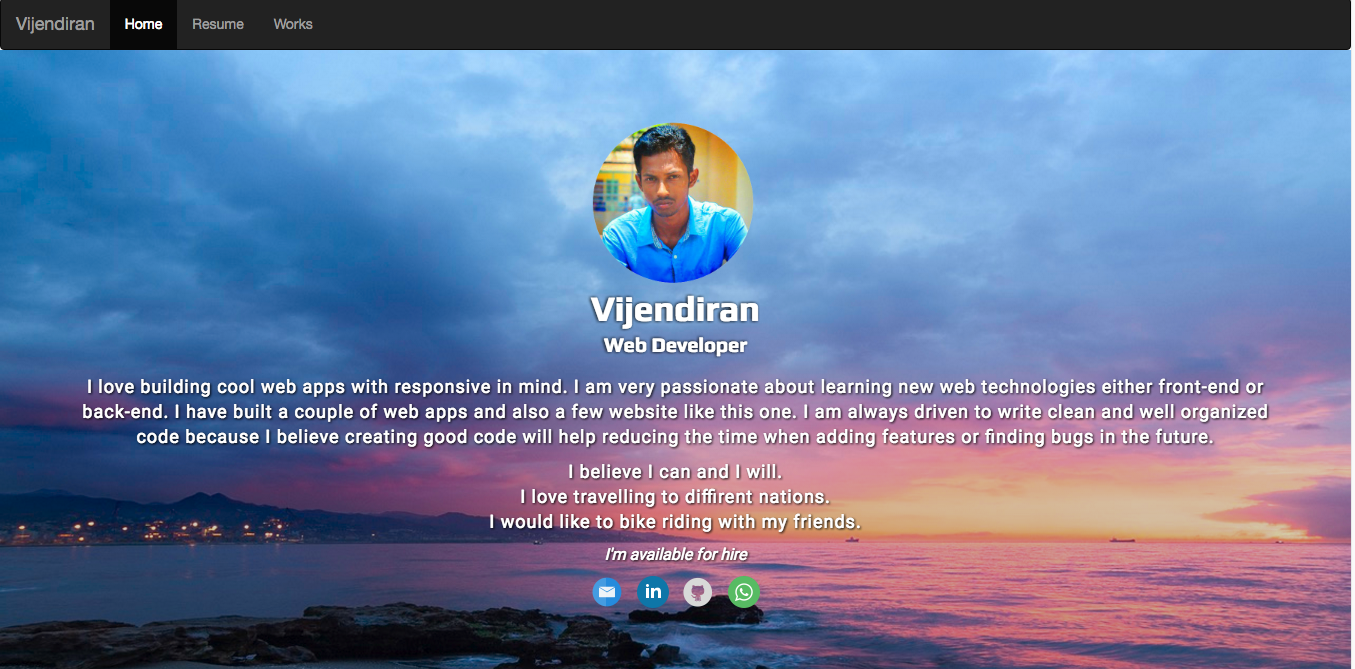 Vijendiran Home Resume Works
Vijendiran
Web Developer
I love building cool web apps with responsive in mind. I am very passionate about learning new web technologies either front-end or
back-end. I have built a couple of web apps and also a few website like this one. I am always driven to write clean and well organized
code because I believe creating good code will help reducing the time when adding features or finding bugs in the future.
I believe I can and I will.
I love travelling to diffirent nations.
I would like to bike riding with my friends.
I'm available for hire
in